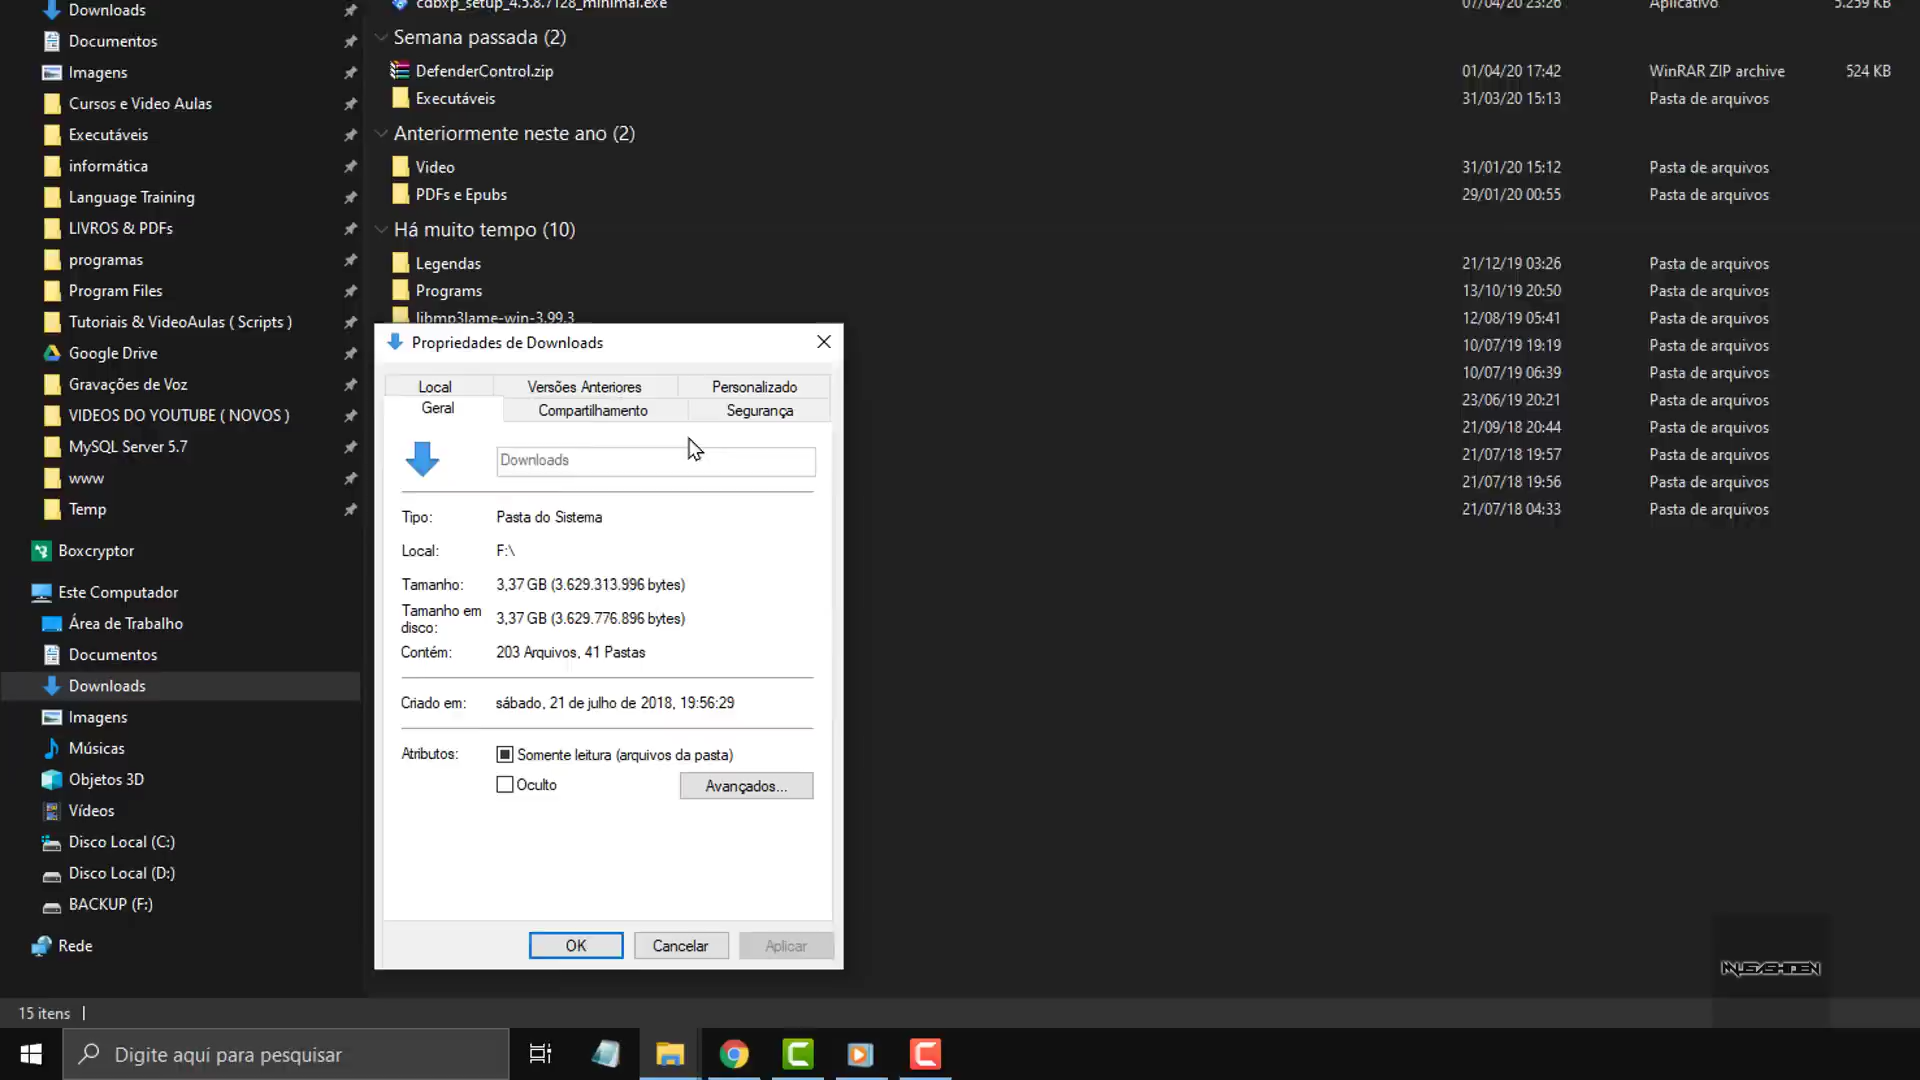 Downloads
Documentos
Imagens
Cursos e Video Aulas
Executáveis
informática
Language Training
LIVROS & PDFs
programas
Program Files
Tutoriais & VideoAulas ( Scripts )
Google Drive
Gravações de Voz
VIDEOS DO YOUTUBE ( NOVOS )
MySQL Server 5.7
www
Temp
Boxcryptor
Este Computador
Área de Trabalho
Documentos
Downloads
Imagens
Músicas
Objetos 3D
Vídeos
Disco Local (C:)
Disco Local (D:)
BACKUP (F:)
Rede
cdbxp_setup_4.5.8.7128_minimal.exe 07/04/20 23:26 Aplicativo 5.259 KB
Semana passada (2)
DefenderControl.zip 01/04/20 17:42 WinRAR ZIP archive 524 KB
Executáveis 31/03/20 15:13 Pasta de arquivos
Anteriormente neste ano (2)
Video 31/01/20 15:12 Pasta de arquivos
PDFs e Epubs 29/01/20 00:55 Pasta de arquivos
Há muito tempo (10)
Legendas 21/12/19 03:26 Pasta de arquivos
Programs 13/10/19 20:50 Pasta de arquivos
libmp3lame-win-3.99.3 12/08/19 05:41 Pasta de arquivos
10/07/19 19:19 Pasta de arquivos
10/07/19 06:39 Pasta de arquivos
23/06/19 20:21 Pasta de arquivos
21/09/18 20:44 Pasta de arquivos
21/07/18 19:57 Pasta de arquivos
21/07/18 19:56 Pasta de arquivos
21/07/18 04:33 Pasta de arquivos
Propriedades de Downloads
Local Versões Anteriores Personalizado
Geral Compartilhamento Segurança
Downloads
Tipo: Pasta do Sistema
Local: F:\
Tamanho: 3,37 GB (3.629.313.996 bytes)
Tamanho em disco: 3,37 GB (3.629.776.896 bytes)
Contém: 203 Arquivos, 41 Pastas
Criado em: sábado, 21 de julho de 2018, 19:56:29
Atributos: Somente leitura (arquivos da pasta)
Oculto Avançados...
OK Cancelar Aplicar
15 itens
Digite aqui para pesquisar